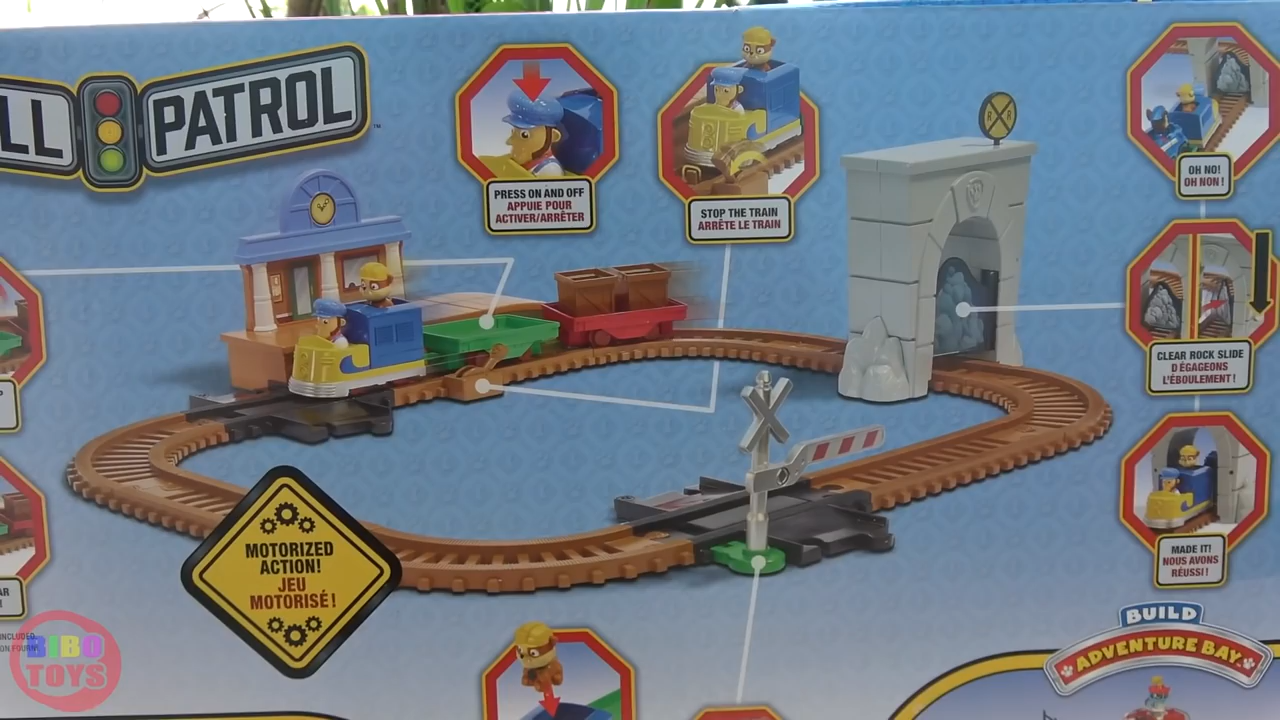 LL PATROL
TM
PRESS ON AND OFF
APPUIE POUR
ACTIVER/ARRÊTER
STOP THE TRAIN
ARRÊTE LE TRAIN
R R
OH NO!
OH NON !
CLEAR ROCK SLIDE
DÉGAGEONS
L'ÉBOULEMENT !
MADE IT!
NOUS AVONS
RÉUSSI !
MOTORIZED
ACTION!
JEU
MOTORISÉ !
BUILD
ADVENTURE BAY
INCLUDED.
BIBO
TOYS